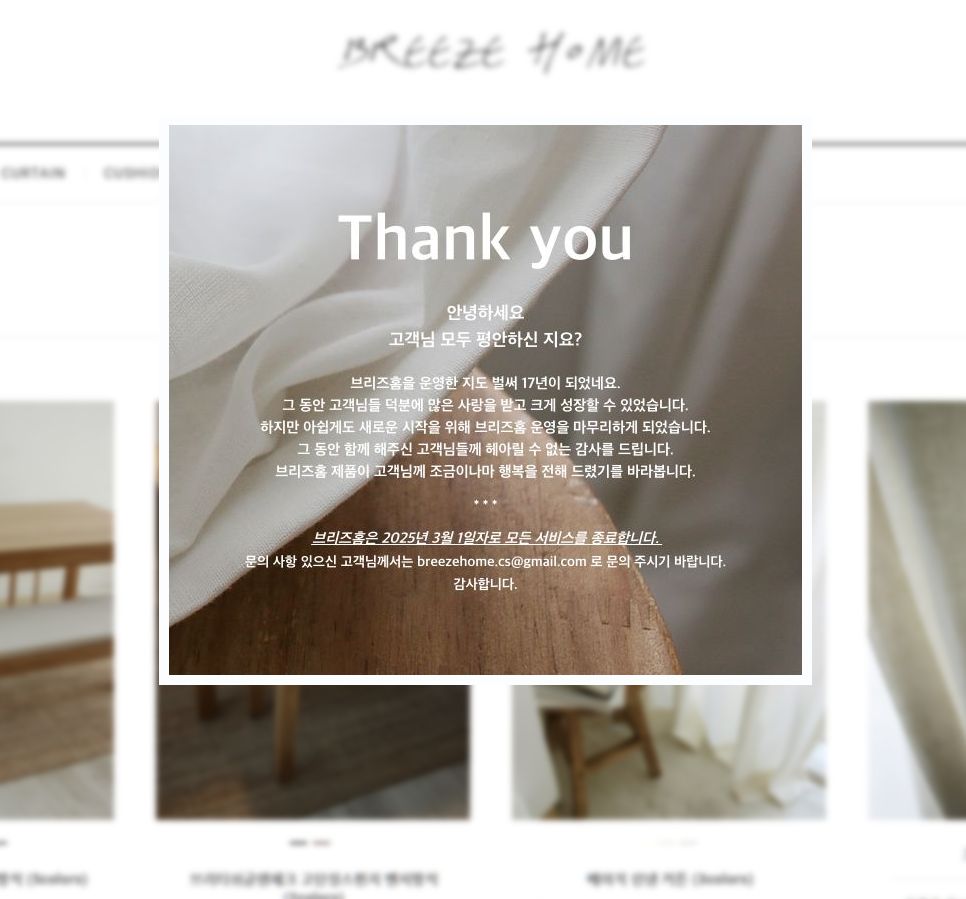 BREEZE HOME
CURTAIN
Thank you
안녕하세요
고객님 모두 평안하신 지요?
브리즈홈을 운영한 지도 벌써 17년이 되었네요.
그 동안 고객님들 덕분에 많은 사랑을 받고 크게 성장할 수 있었습니다.
하지만 아쉽게도 새로운 시작을 위해 브리즈홈 운영을 마무리하게 되었습니다.
그 동안 함께 해주신 고객님들께 헤아릴 수 없는 감사를 드립니다.
브리즈홈 제품이 고객님께 조금이나마 행복을 전해 드렸기를 바라봅니다.
* * *
브리즈홈은 2025년 3월 1일자로 모든 서비스를 종료합니다.
문의 사항 있으신 고객님께서는 breezehome.cs@gmail.com 로 문의 주시기 바랍니다.
감사합니다.